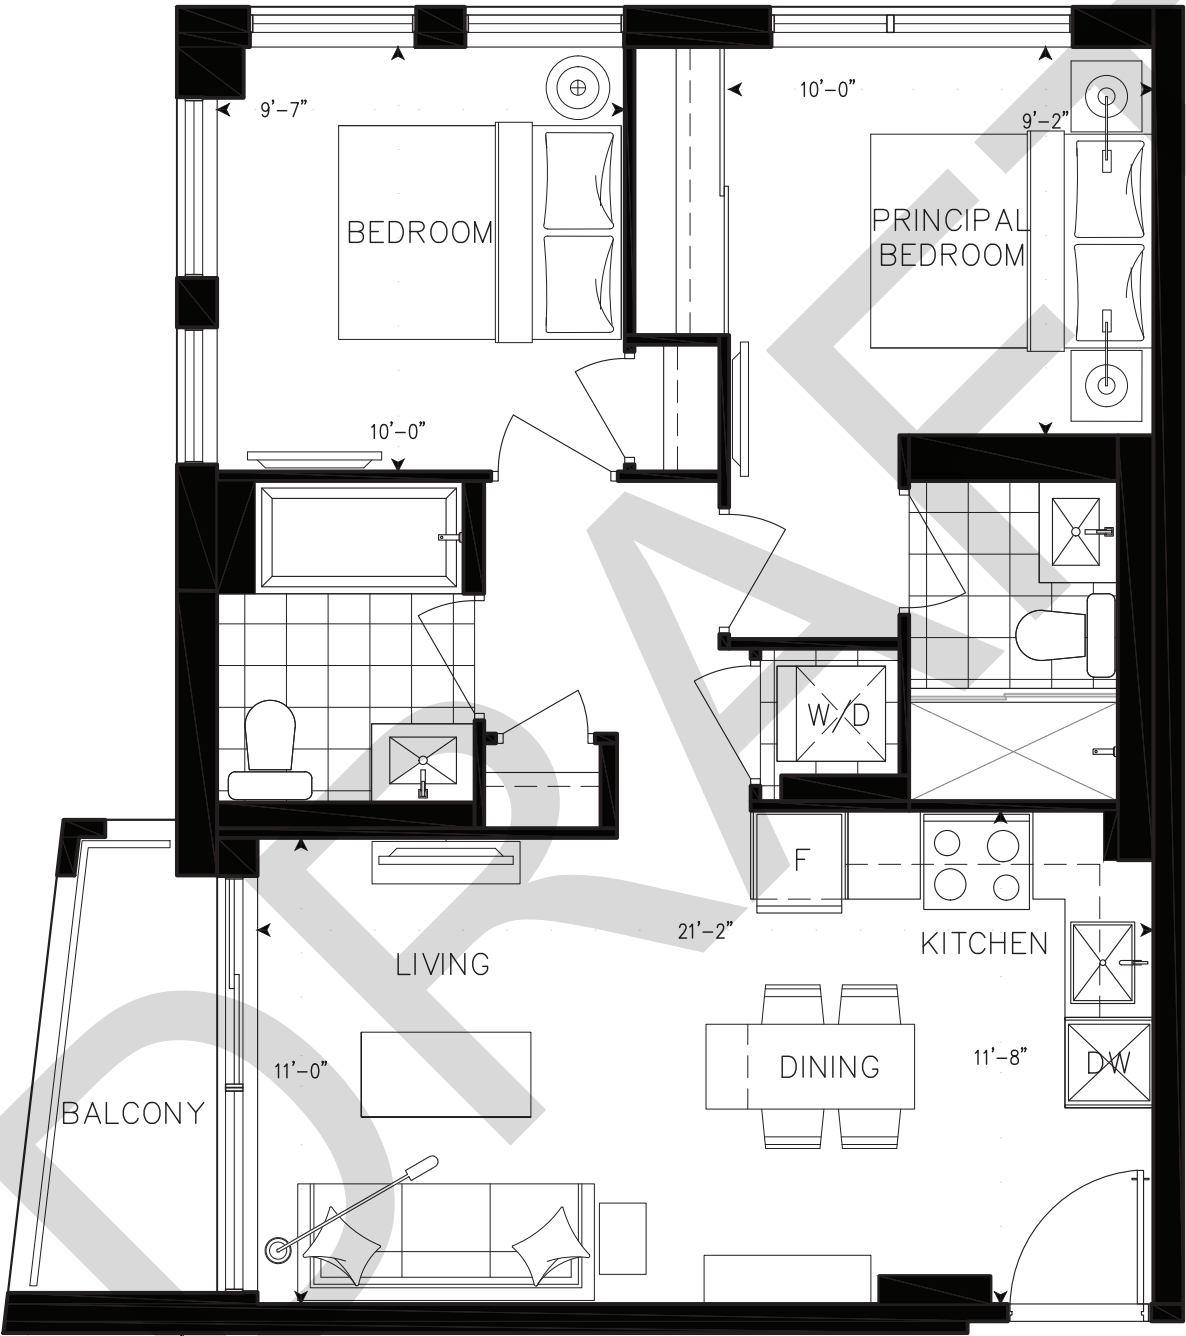 9'-7"
10'-0"
9'-2"
BEDROOM
PRINCIPAL
BEDROOM
10'-0"
W/D
F
21'-2"
KITCHEN
LIVING
11'-0"
DINING
11'-8"
DW
BALCONY
DRAFT